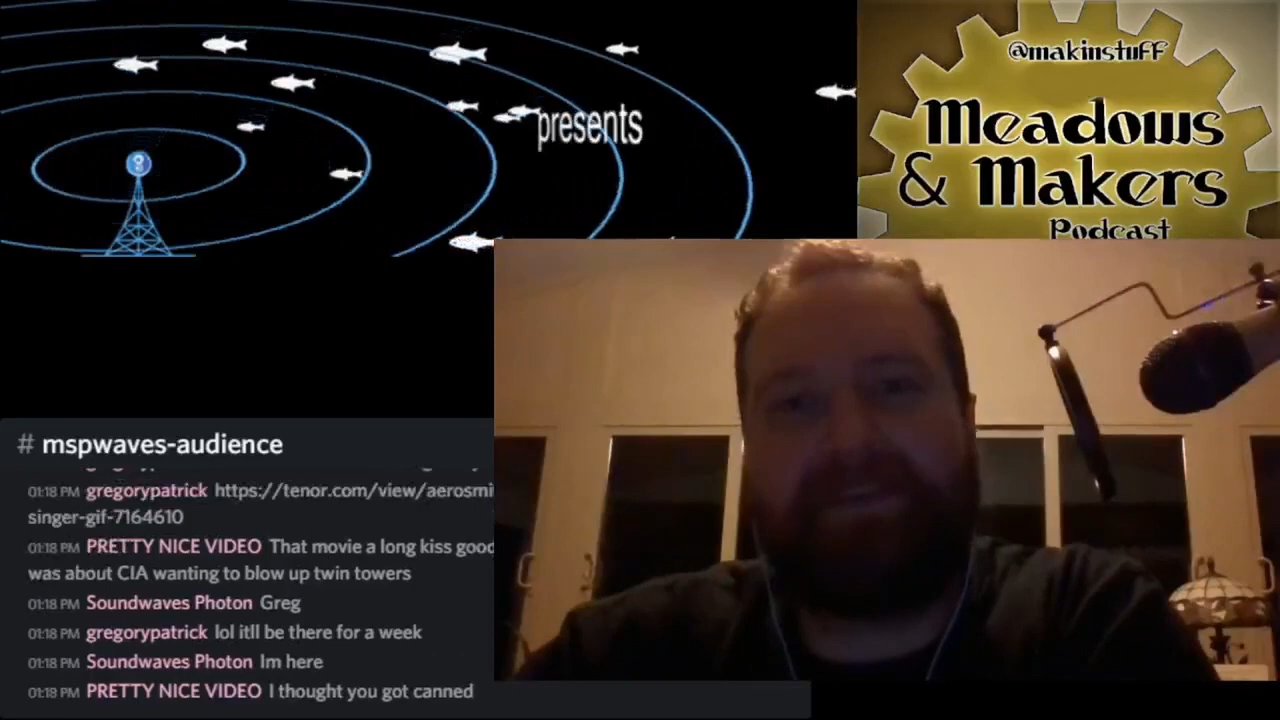 presents
@makinstuff
Meadows
& Makers
Podcast
# mspwaves-audience
01:18 PM gregorypatrick https://tenor.com/view/aerosmi
singer-gif-7164610
01:18 PM PRETTY NICE VIDEO That movie a long kiss good
was about CIA wanting to blow up twin towers
01:18 PM Soundwaves Photon Greg
01:18 PM gregorypatrick lol itll be there for a week
01:18 PM Soundwaves Photon Im here
01:18 PM PRETTY NICE VIDEO I thought you got canned